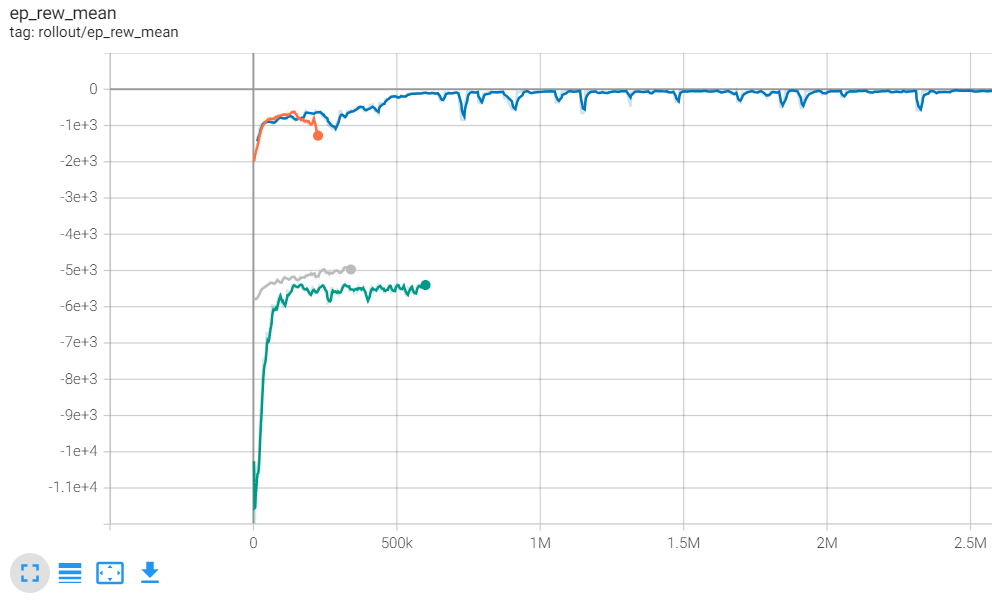 ep_rew_mean
tag: rollout/ep_rew_mean
0
-1e+3
-2e+3
-3e+3
-4e+3
-5e+3
-6e+3
-7e+3
-8e+3
-9e+3
-1e+4
-1.1e+4
0 500k 1M 1.5M 2M 2.5M